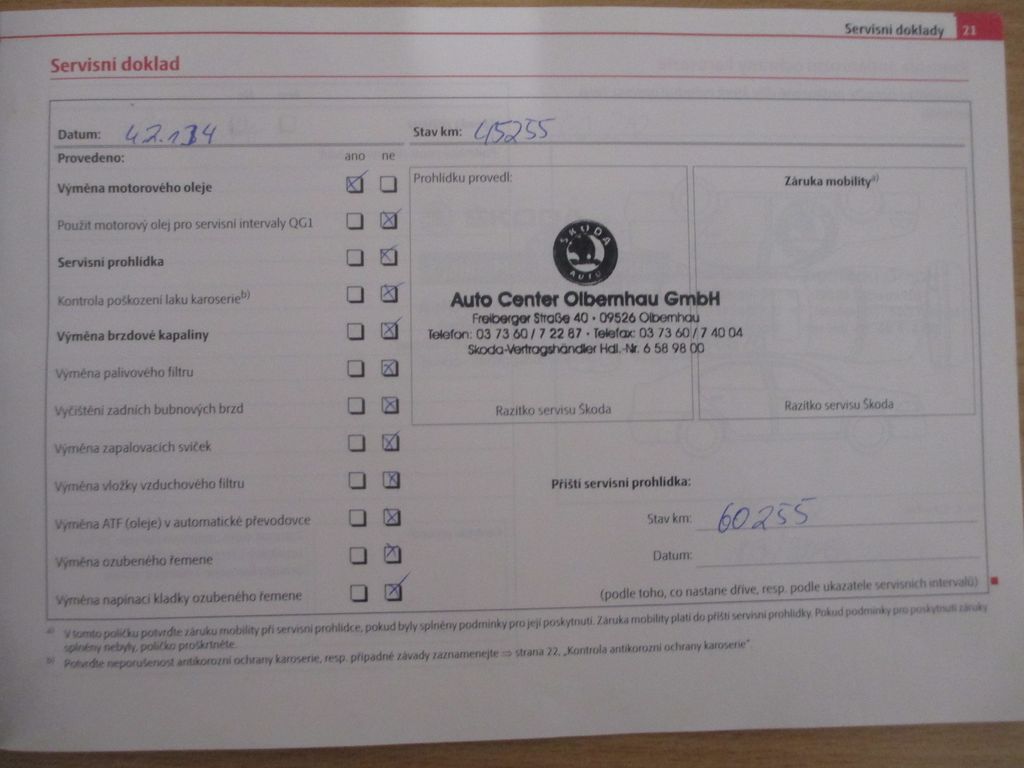 Servisní doklady 21
Servisní doklad
Datum:
Stav km: 45255
Provedeno: ano ne
Výměna motorového oleje
Použit motorový olej pro servisní intervaly QG1
Servisní prohlídka
Kontrola poškození laku karoserie b)
Výměna brzdové kapaliny
Výměna palivového filtru
Vyčištění zadních bubnových brzd
Výměna zapalovacích svíček
Výměna vložky vzduchového filtru
Výměna ATF (oleje) v automatické převodovce
Výměna ozubeného řemene
Výměna napínací kladky ozubeného řemene
Prohlídku provedl:
ŠKODA
AUTO
Auto Center Olbernhau GmbH
Freiberger Straße 40 · 09526 Olbernhau
Telefon: 03 73 60 / 7 22 87 · Telefax: 03 73 60 / 7 40 04
Skoda-Vertragshändler Hdl.-Nr. 6 58 98 00
Razítko servisu Škoda
Záruka mobility a)
Razítko servisu Škoda
Příští servisní prohlídka:
Stav km: 60255
Datum:
(podle toho, co nastane dříve, resp. podle ukazatele servisních intervalů)
a) V tomto políčku potvrďte záruku mobility při servisní prohlídce, pokud byly splněny podmínky pro její poskytnutí. Záruka mobility platí do příští servisní prohlídky. Pokud podmínky pro poskytnutí záruky
splněny nebyly, políčko proškrtněte.
b) Potvrďte neporušenost antikorozní ochrany karoserie, resp. případné závady zaznamenejte ⇒ strana 22, „Kontrola antikorozní ochrany karoserie".